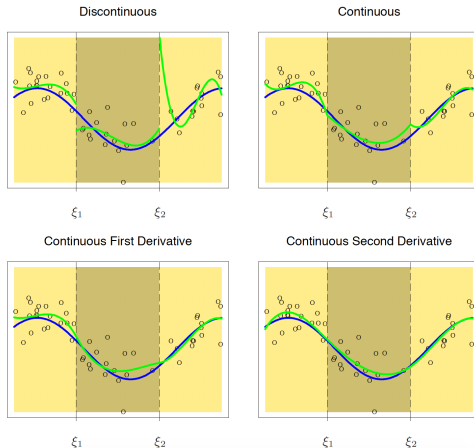 Discontinuous
Continuous
ξ1
ξ2
ξ1
ξ2
Continuous First Derivative
Continuous Second Derivative
ξ1
ξ2
ξ1
ξ2